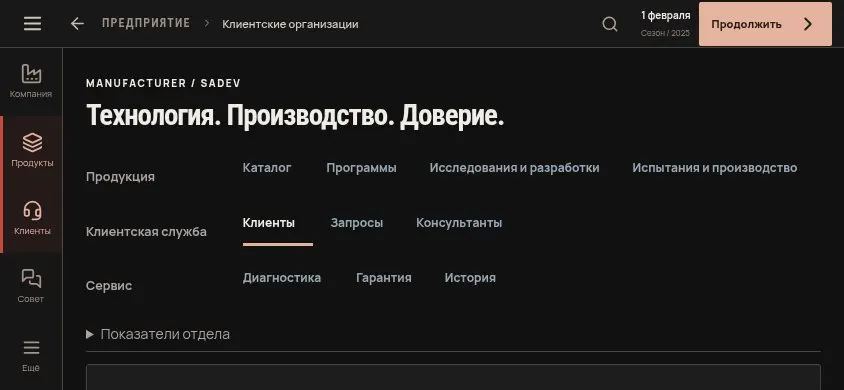 ПРЕДПРИЯТИЕ
Клиентские организации
1 февраля
Сезон / 2025
Продолжить
Компания
Продукты
Клиенты
Совет
Ещё
MANUFACTURER / SADEV
Технология. Производство. Доверие.
Продукция
Каталог Программы Исследования и разработки Испытания и производство
Клиентская служба
Клиенты Запросы Консультанты
Сервис
Диагностика Гарантия История
Показатели отдела